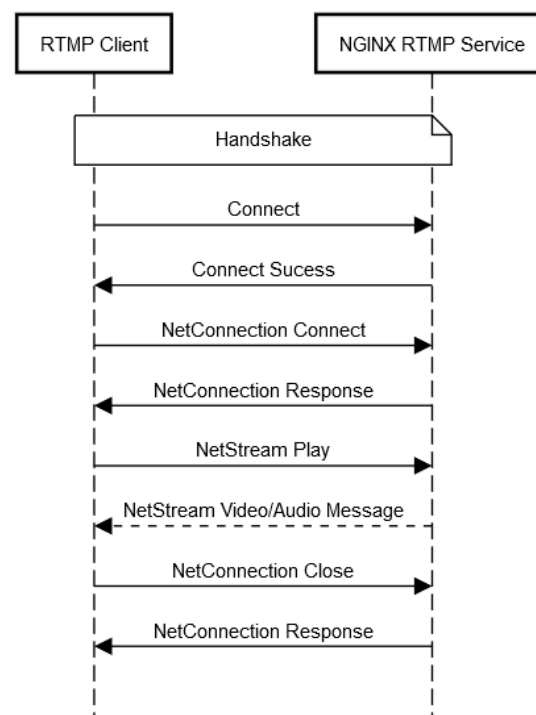 RTMP Client
NGINX RTMP Service
Handshake
Connect
Connect Sucess
NetConnection Connect
NetConnection Response
NetStream Play
NetStream Video/Audio Message
NetConnection Close
NetConnection Response